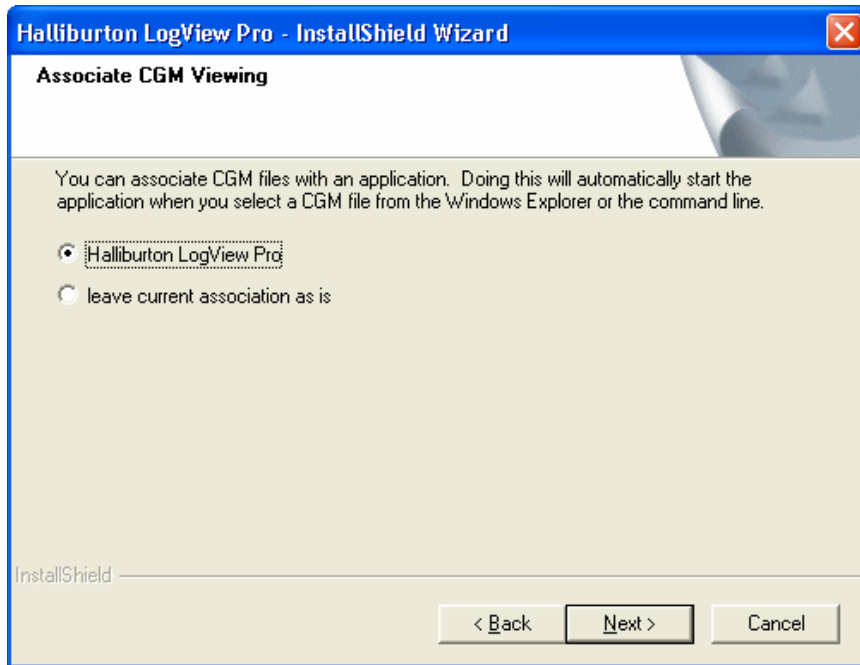 Halliburton LogView Pro - InstallShield Wizard
Associate CGM Viewing
You can associate CGM files with an application.  Doing this will automatically start the
application when you select a CGM file from the Windows Explorer or the command line.
Halliburton LogView Pro
leave current association as is
InstallShield
< Back
Next >
Cancel